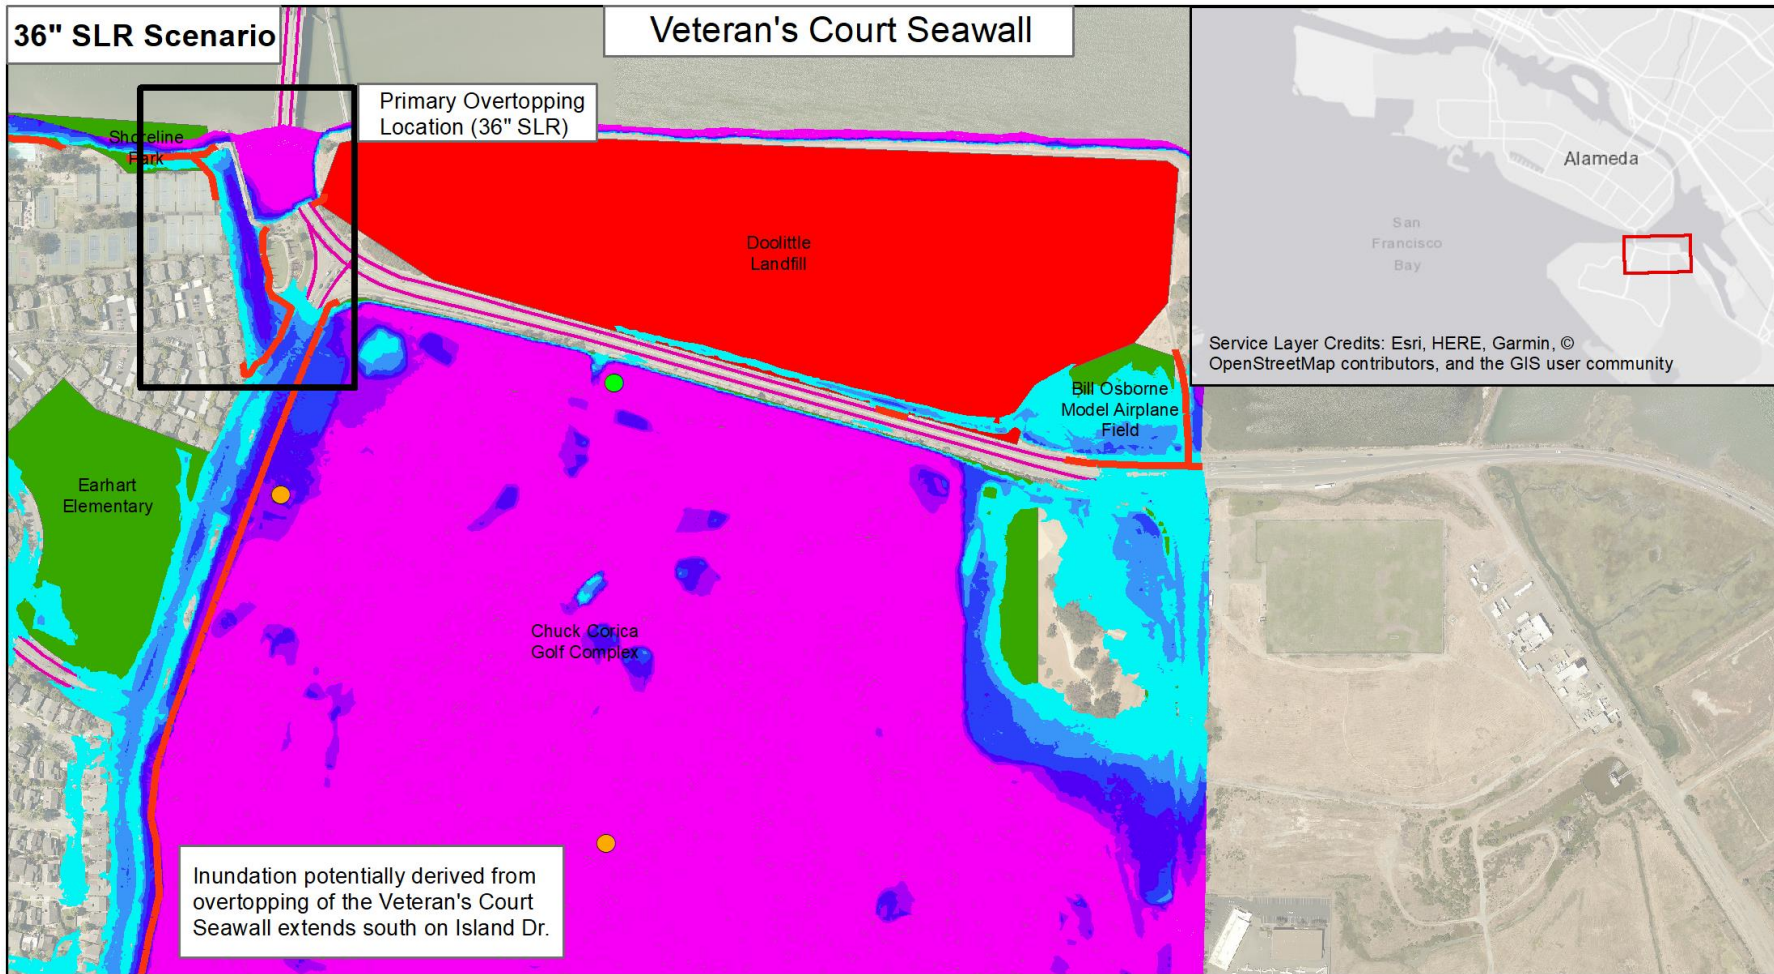 36" SLR Scenario
Veteran's Court Seawall
Primary Overtopping
Location (36" SLR)
Shoreline
Park
Doolittle
Landfill
Bill Osborne
Model Airplane
Field
Earhart
Elementary
Chuck Corica
Golf Complex
Inundation potentially derived from
overtopping of the Veteran's Court
Seawall extends south on Island Dr.
Alameda
San
Francisco
Bay
Service Layer Credits: Esri, HERE, Garmin, ©
OpenStreetMap contributors, and the GIS user community